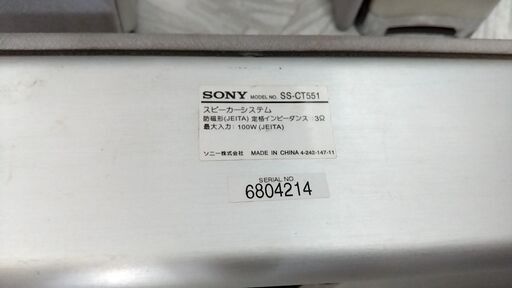 SONY MODEL NO. SS-CT551
スピーカーシステム
防磁形(JEITA) 定格インピーダンス : 3Ω
最大入力 : 100W (JEITA)
ソニー株式会社 MADE IN CHINA 4-242-147-11
SERIAL NO
6804214